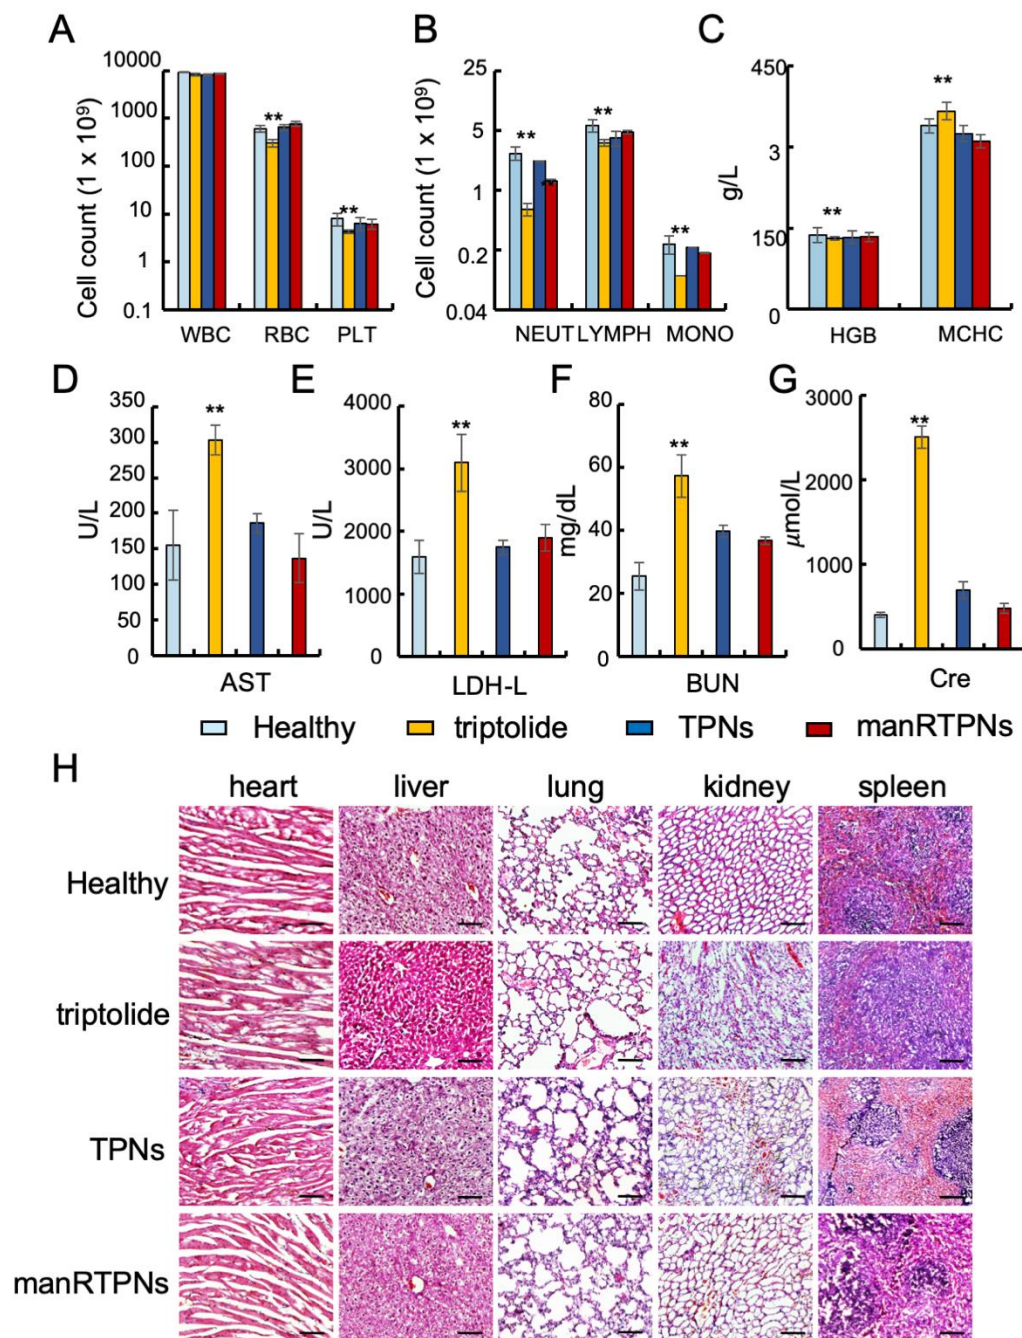 A
10000
1000
100
10
1
0.1
Cell count (1 x 10⁹)
**
**
WBC RBC PLT
B
25
5
1
0.2
0.04
Cell count (1 x 10⁹)
**
**
**
**
NEUT LYMPH MONO
C
450
3
150
0
g/L
**
**
HGB MCHC
D
350
300
250
200
150
100
50
0
U/L
**
AST
E
4000
3000
2000
1000
0
U/L
**
LDH-L
F
80
60
40
20
0
mg/dL
**
BUN
G
3000
2000
1000
0
µmol/L
**
Cre
Healthy triptolide TPNs manRTPNs
H
heart liver lung kidney spleen
Healthy
triptolide
TPNs
manRTPNs